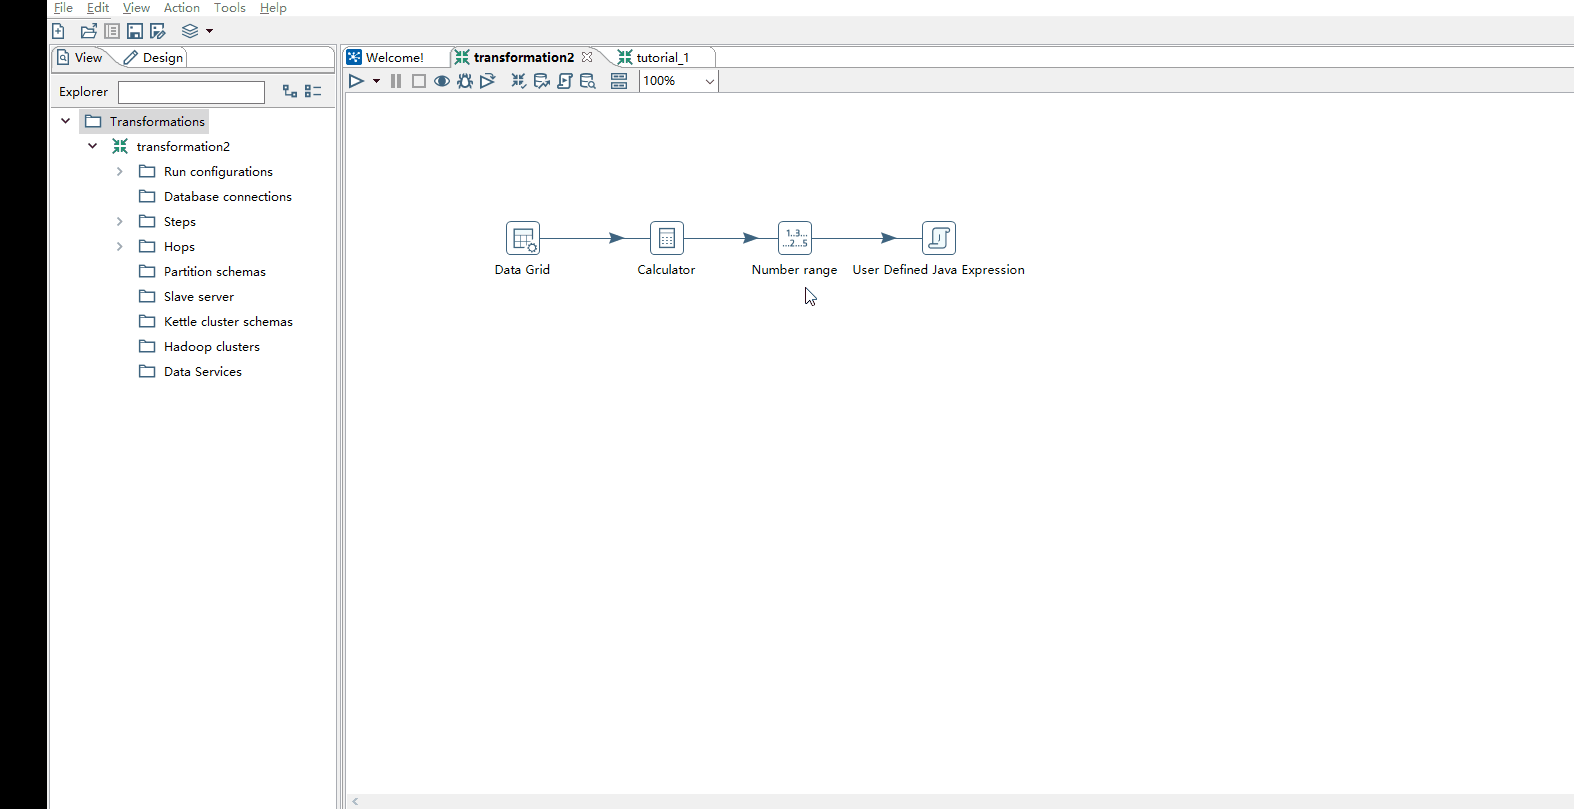 File Edit View Action Tools Help
View Design
Welcome! transformation2 tutorial_1
100%
Explorer
Transformations
transformation2
Run configurations
Database connections
Steps
Hops
Partition schemas
Slave server
Kettle cluster schemas
Hadoop clusters
Data Services
1..3...
...2...5
Data Grid Calculator Number range User Defined Java Expression